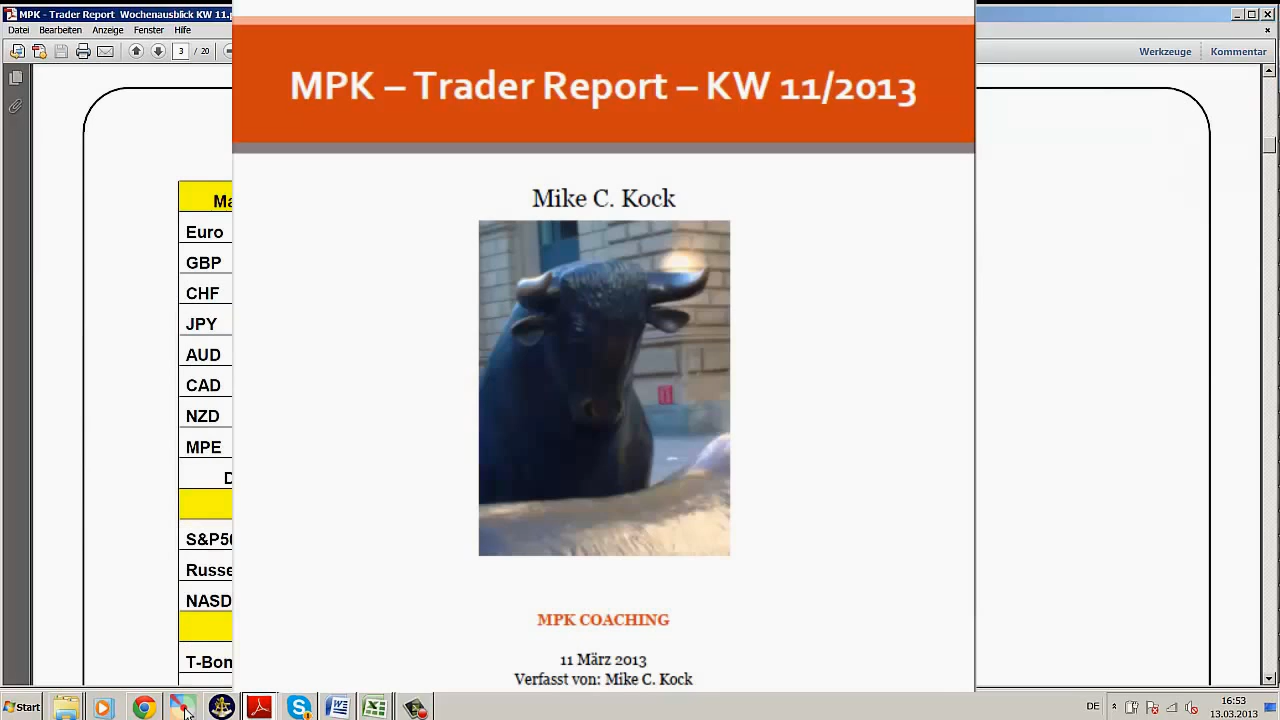 MPK - Trader Report Wochenausblick KW 11.
Datei Bearbeiten Anzeige Fenster Hilfe
3 / 20
Werkzeuge Kommentar
MPK – Trader Report – KW 11/2013
Mike C. Kock
Euro
GBP
CHF
JPY
AUD
CAD
NZD
MPE
MPK COACHING
11 März 2013
Verfasst von: Mike C. Kock
Start
DE
16:53
13.03.2013